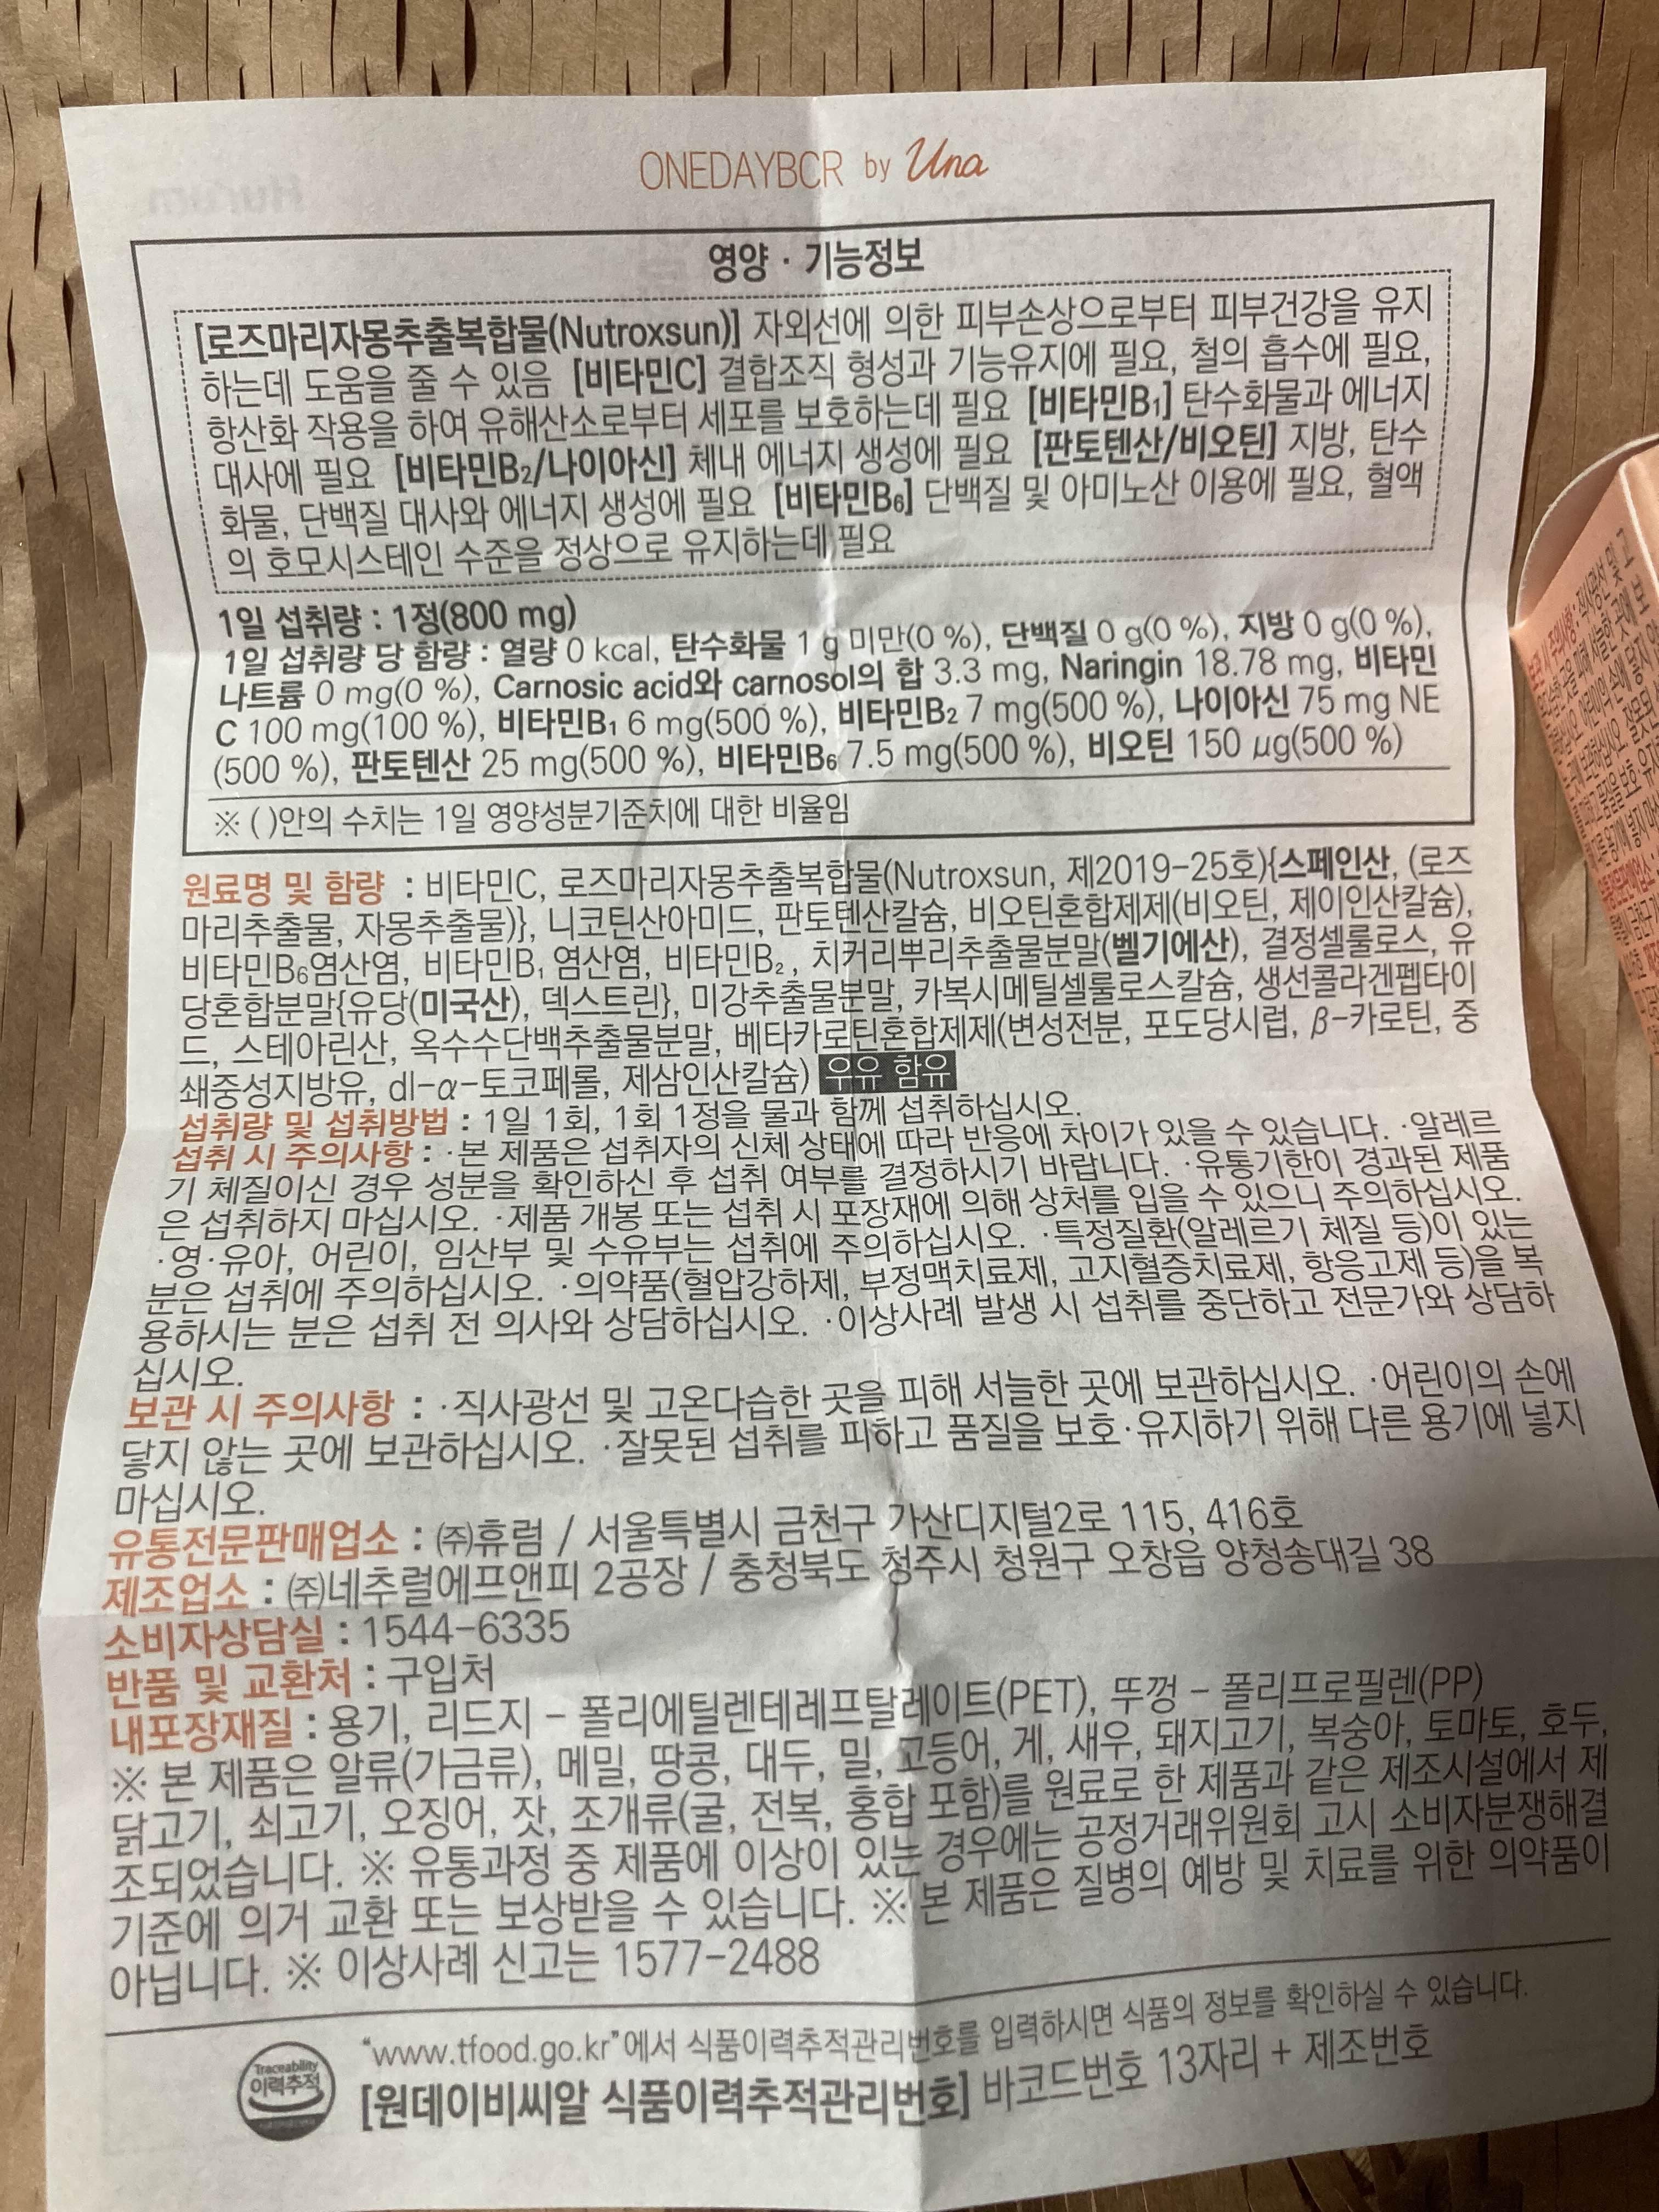 ONEDAYBCR by Una
영양 · 기능정보
[로즈마리자몽추출복합물(Nutroxsun)] 자외선에 의한 피부손상으로부터 피부건강을 유지
하는데 도움을 줄 수 있음 [비타민C] 결합조직 형성과 기능유지에 필요, 철의 흡수에 필요,
항산화 작용을 하여 유해산소로부터 세포를 보호하는데 필요 [비타민B₁] 탄수화물과 에너지
대사에 필요 [비타민B₂/나이아신] 체내 에너지 생성에 필요 [판토텐산/비오틴] 지방, 탄수
화물, 단백질 대사와 에너지 생성에 필요 [비타민B₆] 단백질 및 아미노산 이용에 필요, 혈액
의 호모시스테인 수준을 정상으로 유지하는데 필요
1일 섭취량 : 1정(800 mg)
1일 섭취량 당 함량 : 열량 0 kcal, 탄수화물 1 g 미만(0 %), 단백질 0 g(0 %), 지방 0 g(0 %),
나트륨 0 mg(0 %), Carnosic acid와 carnosol의 합 3.3 mg, Naringin 18.78 mg, 비타민
C 100 mg(100 %), 비타민B₁ 6 mg(500 %), 비타민B₂ 7 mg(500 %), 나이아신 75 mg NE
(500 %), 판토텐산 25 mg(500 %), 비타민B₆ 7.5 mg(500 %), 비오틴 150 μg(500 %)
※ ( )안의 수치는 1일 영양성분기준치에 대한 비율임
원료명 및 함량 : 비타민C, 로즈마리자몽추출복합물(Nutroxsun, 제2019-25호){스페인산, (로즈
마리추출물, 자몽추출물)}, 니코틴산아미드, 판토텐산칼슘, 비오틴혼합제제(비오틴, 제이인산칼슘),
비타민B₆염산염, 비타민B₁ 염산염, 비타민B₂, 치커리뿌리추출물분말(벨기에산), 결정셀룰로스, 유
당혼합분말{유당(미국산), 덱스트린}, 미강추출물분말, 카복시메틸셀룰로스칼슘, 생선콜라겐펩타이
드, 스테아린산, 옥수수단백추출물분말, 베타카로틴혼합제제(변성전분, 포도당시럽, β-카로틴, 중
쇄중성지방유, dl-α-토코페롤, 제삼인산칼슘) 우유 함유
섭취량 및 섭취방법 : 1일 1회, 1회 1정을 물과 함께 섭취하십시오.
섭취 시 주의사항 : ·본 제품은 섭취자의 신체 상태에 따라 반응에 차이가 있을 수 있습니다. ·알레르
기 체질이신 경우 성분을 확인하신 후 섭취 여부를 결정하시기 바랍니다. ·유통기한이 경과된 제품
은 섭취하지 마십시오. ·제품 개봉 또는 섭취 시 포장재에 의해 상처를 입을 수 있으니 주의하십시오.
·영·유아, 어린이, 임산부 및 수유부는 섭취에 주의하십시오. ·특정질환(알레르기 체질 등)이 있는
분은 섭취에 주의하십시오. ·의약품(혈압강하제, 부정맥치료제, 고지혈증치료제, 항응고제 등)을 복
용하시는 분은 섭취 전 의사와 상담하십시오. ·이상사례 발생 시 섭취를 중단하고 전문가와 상담하
십시오.
보관 시 주의사항 : ·직사광선 및 고온다습한 곳을 피해 서늘한 곳에 보관하십시오. ·어린이의 손에
닿지 않는 곳에 보관하십시오. ·잘못된 섭취를 피하고 품질을 보호·유지하기 위해 다른 용기에 넣지
마십시오.
유통전문판매업소 : ㈜휴럼 / 서울특별시 금천구 가산디지털2로 115, 416호
제조업소 : ㈜네추럴에프앤피 2공장 / 충청북도 청주시 청원구 오창읍 양청송대길 38
소비자상담실 : 1544-6335
반품 및 교환처 : 구입처
내포장재질 : 용기, 리드지 - 폴리에틸렌테레프탈레이트(PET), 뚜껑 - 폴리프로필렌(PP)
※ 본 제품은 알류(가금류), 메밀, 땅콩, 대두, 밀, 고등어, 게, 새우, 돼지고기, 복숭아, 토마토, 호두,
닭고기, 쇠고기, 오징어, 잣, 조개류(굴, 전복, 홍합 포함)를 원료로 한 제품과 같은 제조시설에서 제
조되었습니다. ※ 유통과정 중 제품에 이상이 있는 경우에는 공정거래위원회 고시 소비자분쟁해결
기준에 의거 교환 또는 보상받을 수 있습니다. ※ 본 제품은 질병의 예방 및 치료를 위한 의약품이
아닙니다. ※ 이상사례 신고는 1577-2488
Traceability
이력추적
"www.tfood.go.kr"에서 식품이력추적관리번호를 입력하시면 식품의 정보를 확인하실 수 있습니다.
[원데이비씨알 식품이력추적관리번호] 바코드번호 13자리 + 제조번호